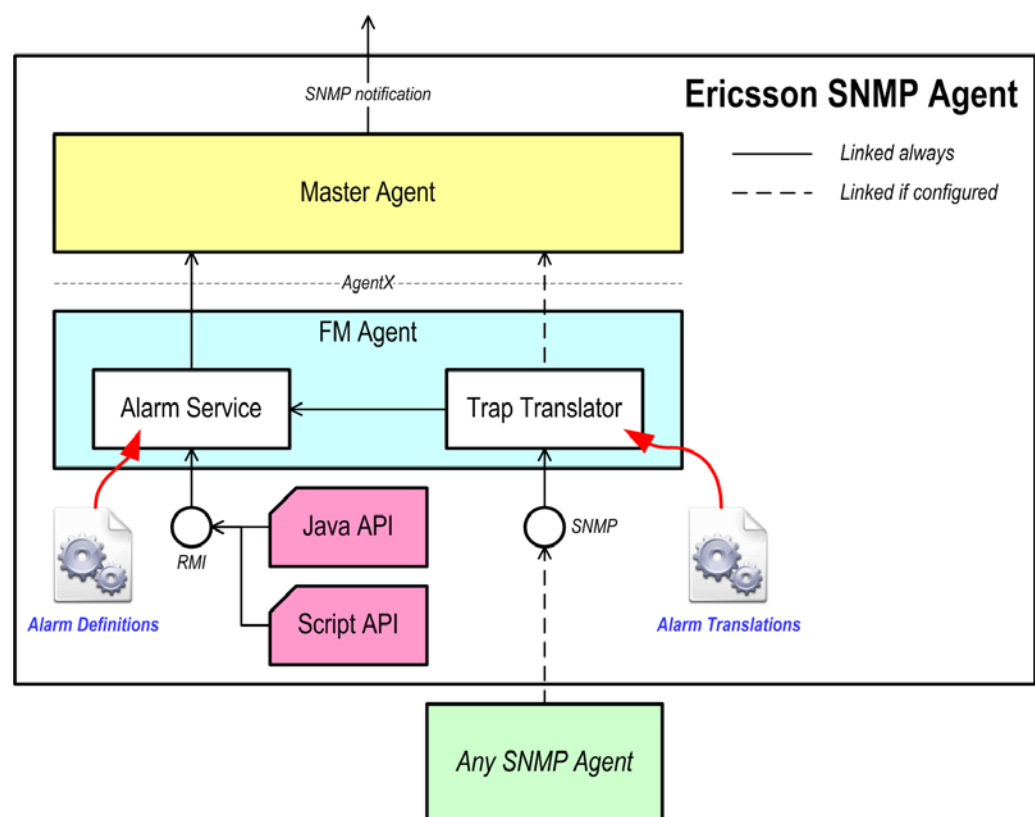 SNMP notification
Ericsson SNMP Agent
Linked always
Linked if configured
Master Agent
AgentX
FM Agent
Alarm Service
Trap Translator
RMI
Java API
SNMP
Script API
Alarm Definitions
Alarm Translations
Any SNMP Agent